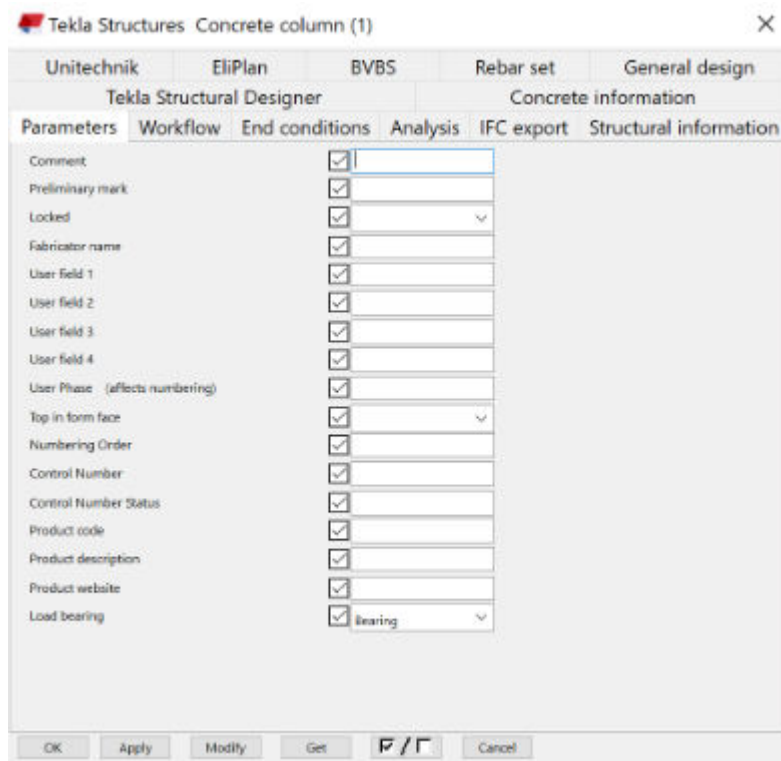 Tekla Structures Concrete column (1)
Unitechnik EliPlan BVBS Rebar set General design
Tekla Structural Designer Concrete information
Parameters Workflow End conditions Analysis IFC export Structural information
Comment
Preliminary mark
Locked
Fabricator name
User field 1
User field 2
User field 3
User field 4
User Phase (affects numbering)
Top in form face
Numbering Order
Control Number
Control Number Status
Product code
Product description
Product website
Load bearing Bearing
OK Apply Modify Get / Cancel